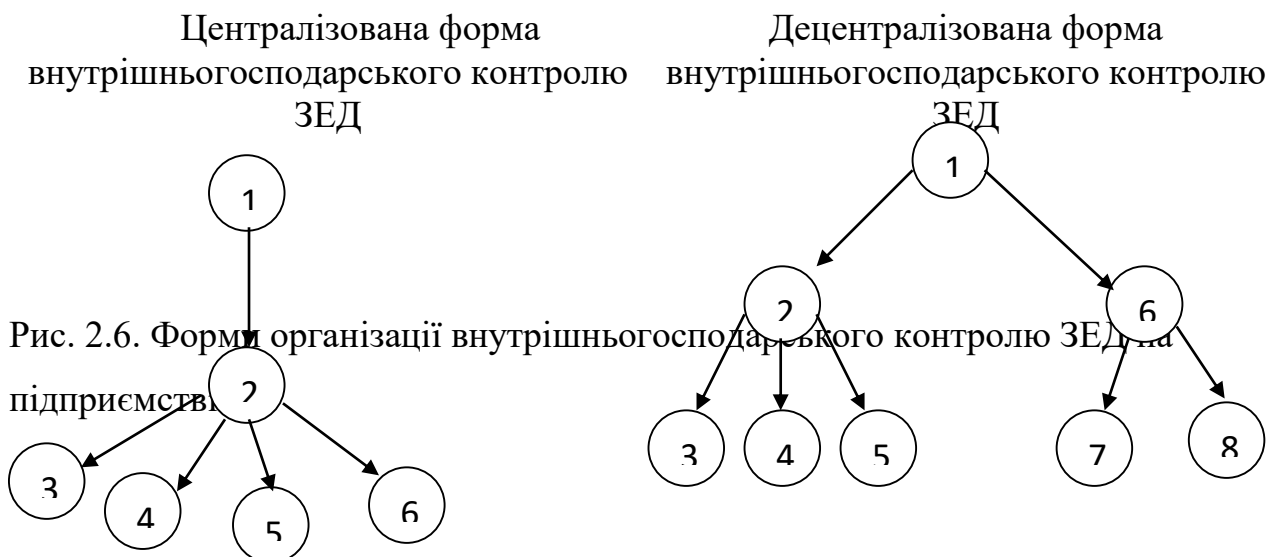 Централізована форма
внутрішньогосподарського контролю
ЗЕД
Децентралізована форма
внутрішньогосподарського контролю
ЗЕД
1
2
3
4
5
6
1
2
6
3
4
5
7
8
Рис. 2.6. Форми організації внутрішньогосподарського контролю ЗЕД на
підприємстві